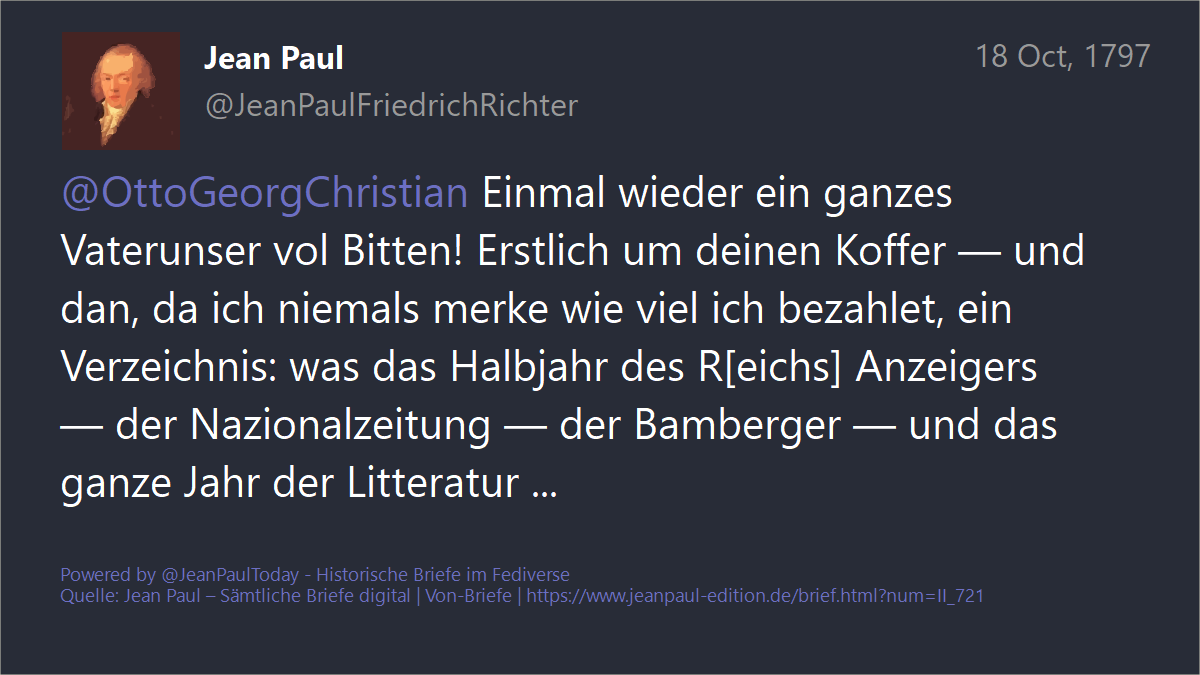 Jean Paul
18 Oct, 1797
@JeanPaulFriedrichRichter
@OttoGeorgChristian Einmal wieder ein ganzes
Vaterunser vol Bitten! Erstlich um deinen Koffer — und
dan, da ich niemals merke wie viel ich bezahlet, ein
Verzeichnis: was das Halbjahr des R[eichs] Anzeigers
— der Nazionalzeitung — der Bamberger — und das
ganze Jahr der Litteratur ...
Powered by @JeanPaulToday - Historische Briefe im Fediverse
Quelle: Jean Paul – Sämtliche Briefe digital | Von-Briefe | https://www.jeanpaul-edition.de/brief.html?num=II_721